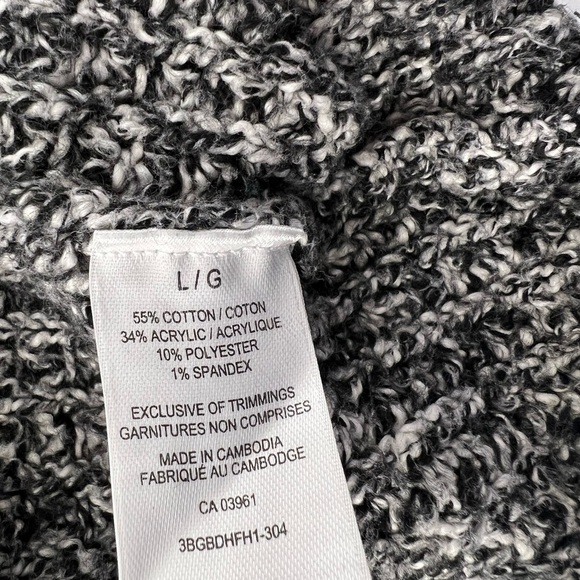 L / G
55% COTTON / COTON
34% ACRYLIC / ACRYLIQUE
10% POLYESTER
1% SPANDEX
EXCLUSIVE OF TRIMMINGS
GARNITURES NON COMPRISES
MADE IN CAMBODIA
FABRIQUÉ AU CAMBODGE
CA 03961
3BGBDHFH1-304